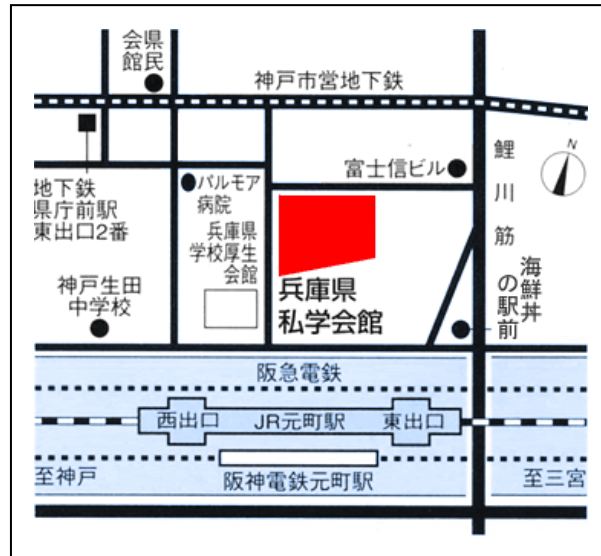 会県
館民
神戸市営地下鉄
富士信ビル
N
鯉川筋
地下鉄
県庁前駅
東出口2番
パルモア
病院
兵庫県
学校厚生
会館
神戸生田
中学校
兵庫県
私学会館
海鮮丼
の駅前
阪急電鉄
西出口
JR元町駅
東出口
至神戸
阪神電鉄元町駅
至三宮